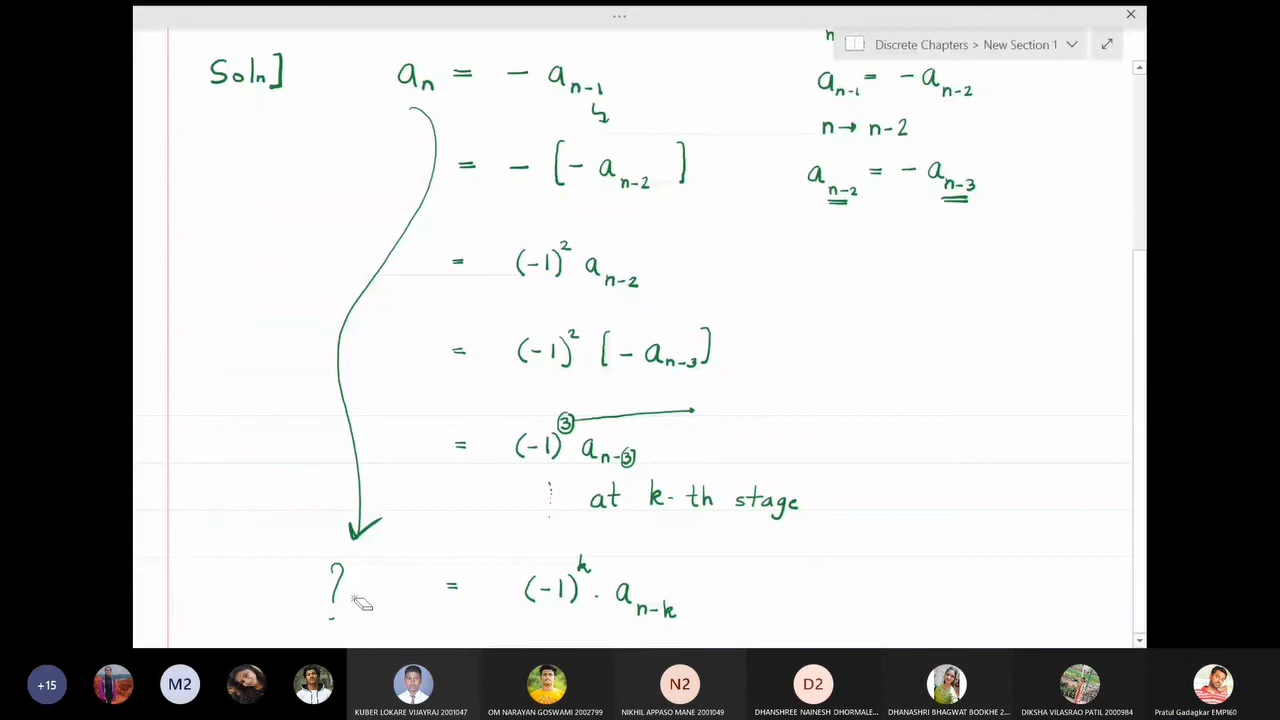 Discrete Chapters > New Section 1
n
Soln] aₙ = - aₙ₋₁
aₙ₋₁ = - aₙ₋₂
n → n-2
= - [- aₙ₋₂ ]
aₙ₋₂ = - aₙ₋₃
= (-1)² aₙ₋₂
= (-1)² [- aₙ₋₃]
= (-1)³ aₙ₋₃
at k-th stage
? = (-1)ᵏ . aₙ₋ₖ
+15
M2
N2
D2
KUBER LOKARE VIJAYRAJ 2001047
OM NARAYAN GOSWAMI 2002799
NIKHIL APPASO MANE 2001049
DHANSHREE NAINESH DHORMALE...
DHANASHRI BHAGWAT BODKHE 2...
DIKSHA VILASRAO PATIL 2000984
Pratul Gadagkar EMP160